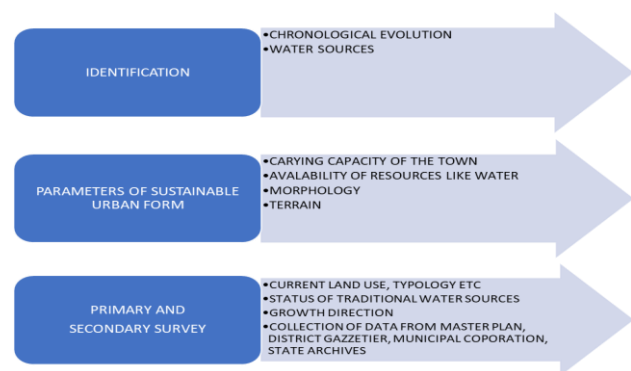 IDENTIFICATION
•CHRONOLOGICAL EVOLUTION
•WATER SOURCES
PARAMETERS OF SUSTAINABLE
URBAN FORM
•CARYING CAPACITY OF THE TOWN
•AVALABILITY OF RESOURCES LIKE WATER
•MORPHOLOGY
•TERRAIN
PRIMARY AND
SECONDARY SURVEY
•CURRENT LAND USE, TYPOLOGY ETC
•STATUS OF TRADITIONAL WATER SOURCES
•GROWTH DIRECTION
•COLLECTION OF DATA FROM MASTER PLAN,
DISTRICT GAZZETIER, MUNICIPAL COPORATION,
STATE ARCHIVES